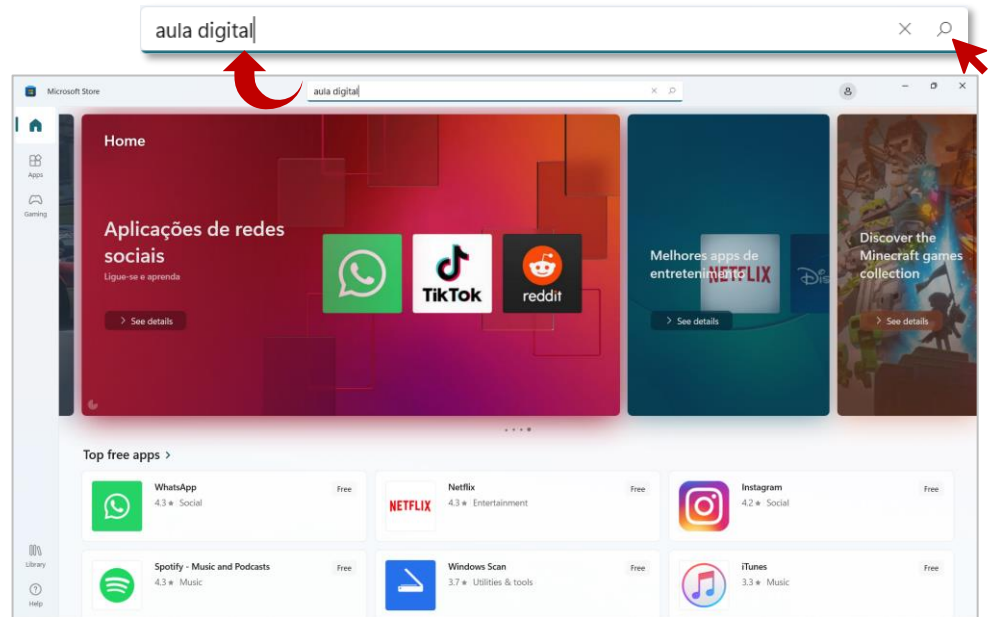 aula digital
Microsoft Store
aula digital
Home
Apps
Gaming
Aplicações de redes
sociais
Ligue-se e aprenda
> See details
TikTok
reddit
Melhores apps de
entretenimento
NETFLIX
Dis
> See details
Discover the
Minecraft games
collection
> See details
Top free apps >
WhatsApp
4.3 ★ Social
Free
NETFLIX
Netflix
4.3 ★ Entertainment
Free
Instagram
4.2 ★ Social
Free
Spotify - Music and Podcasts
4.3 ★ Music
Free
Windows Scan
3.7 ★ Utilities & tools
Free
iTunes
3.3 ★ Music
Free
Library
Help